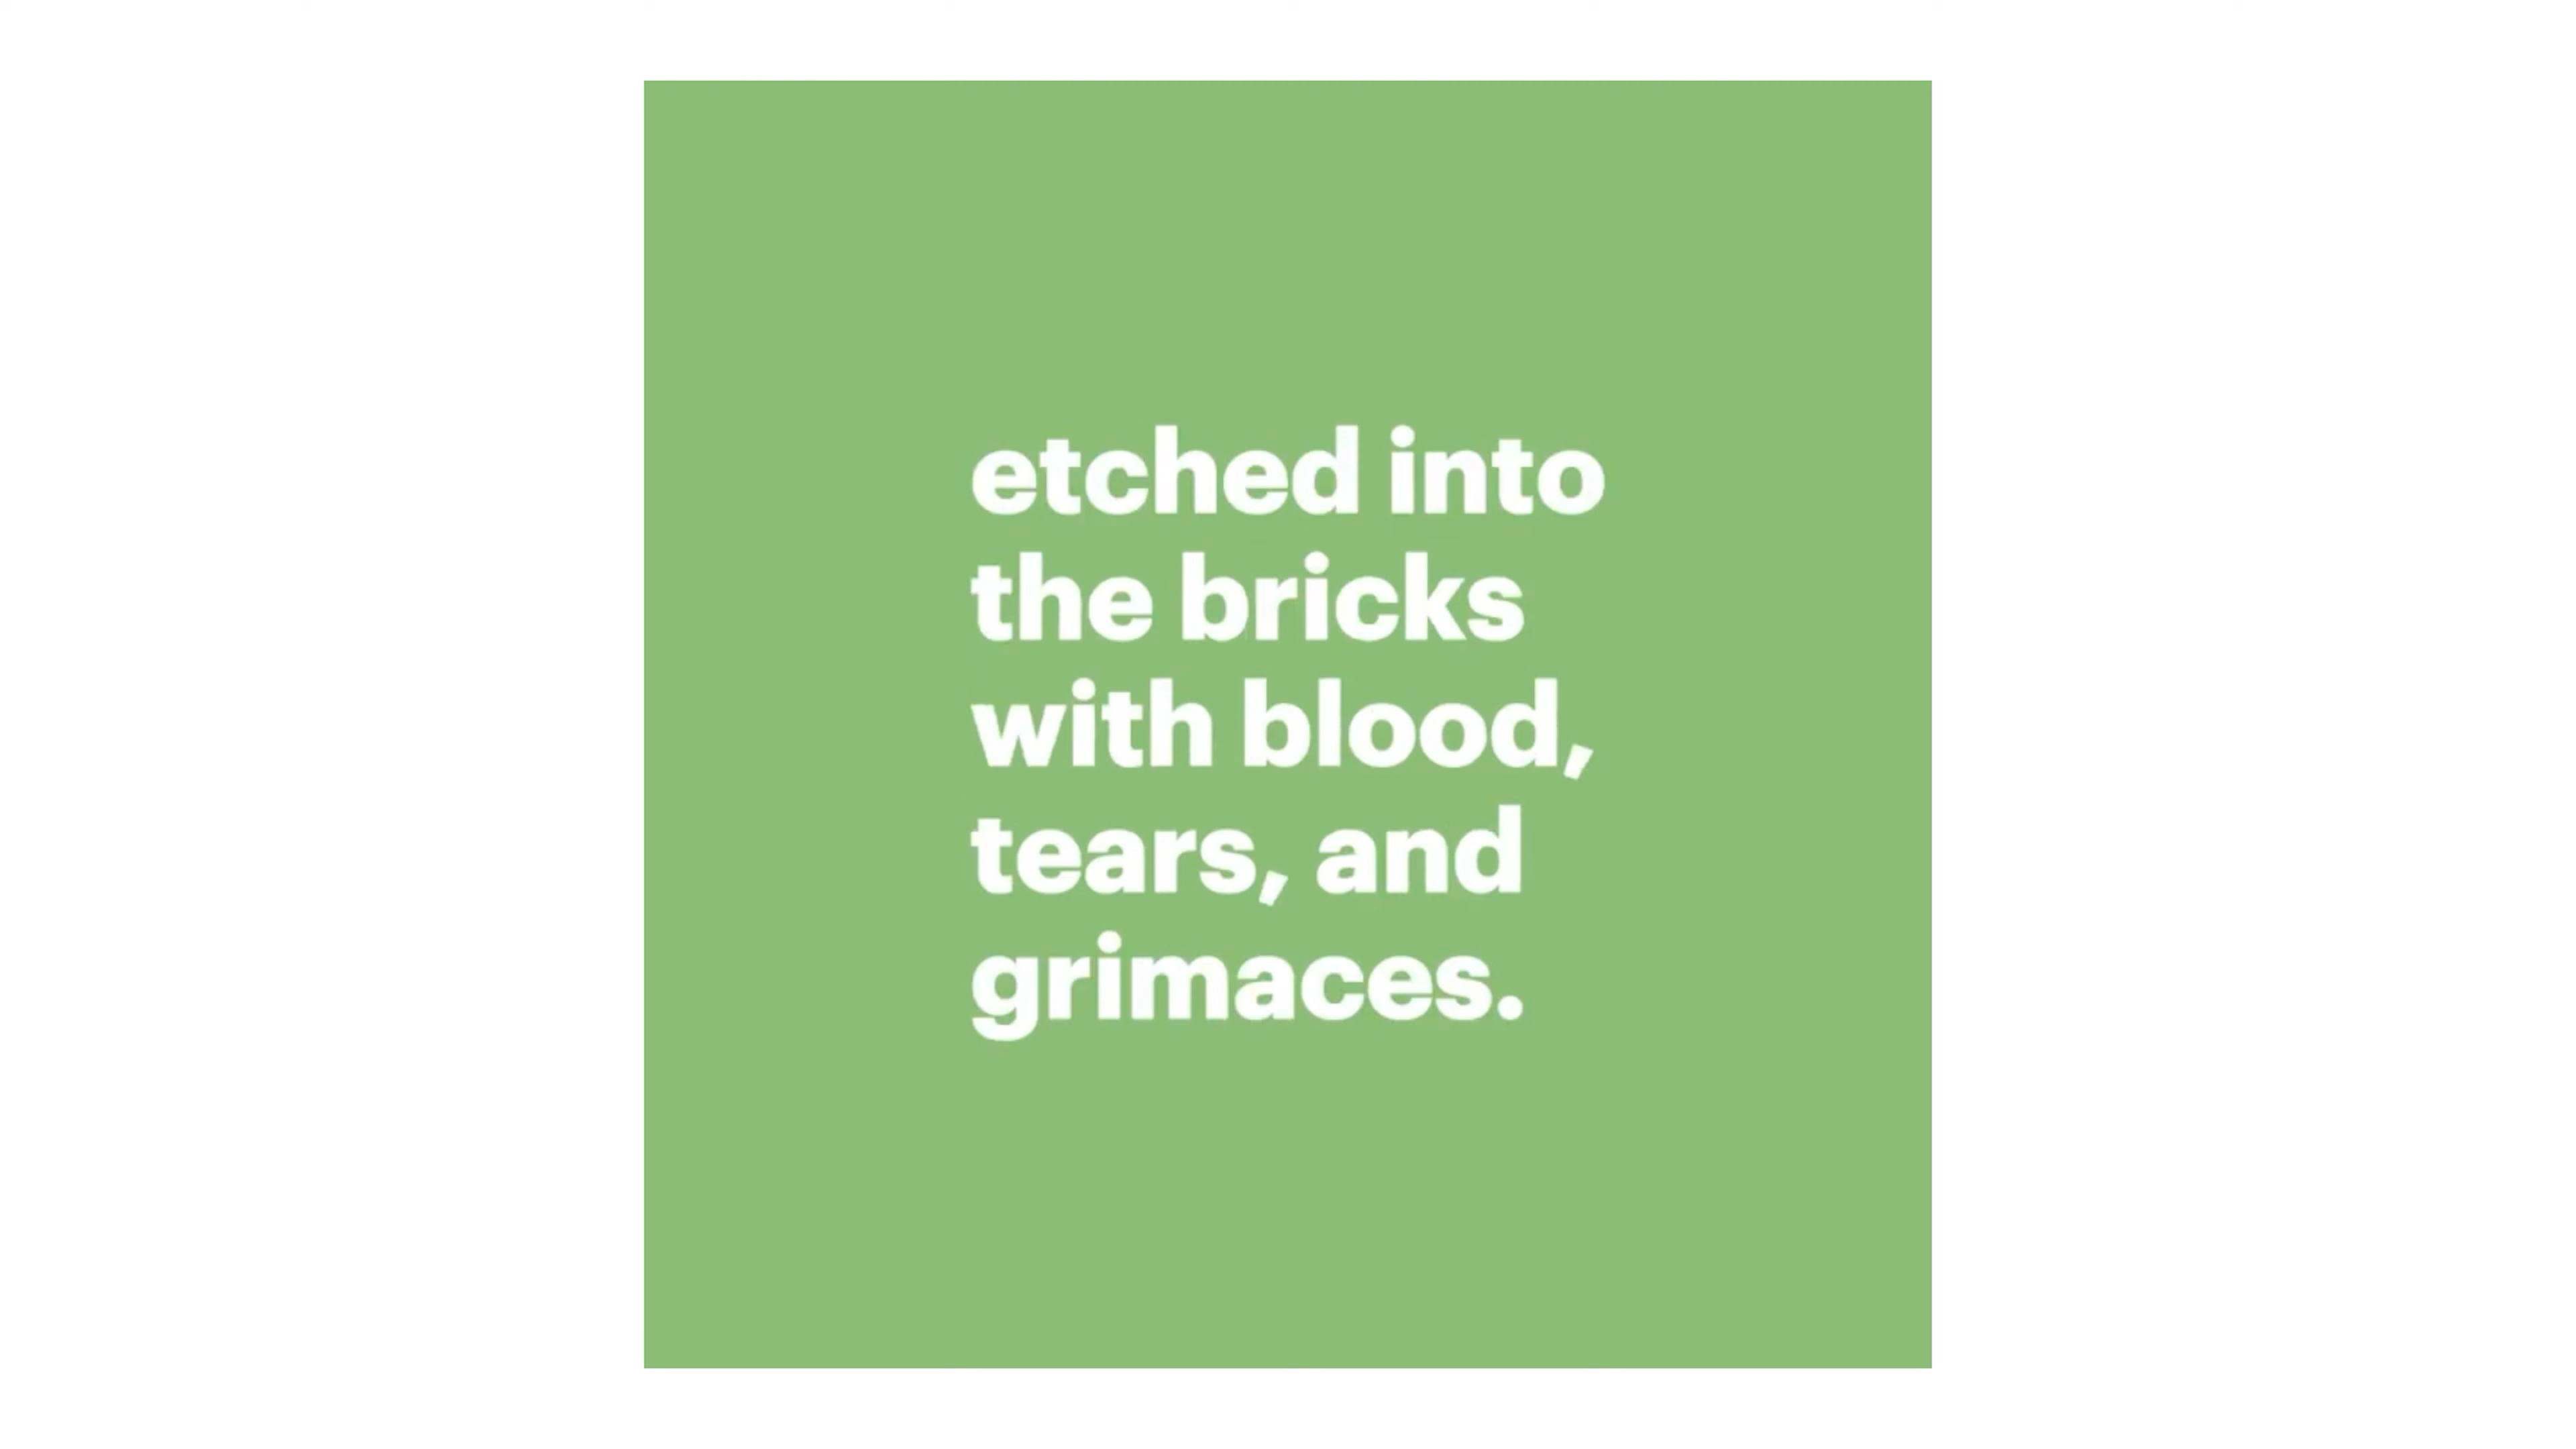 etched into
the bricks
with blood,
tears, and
grimaces.